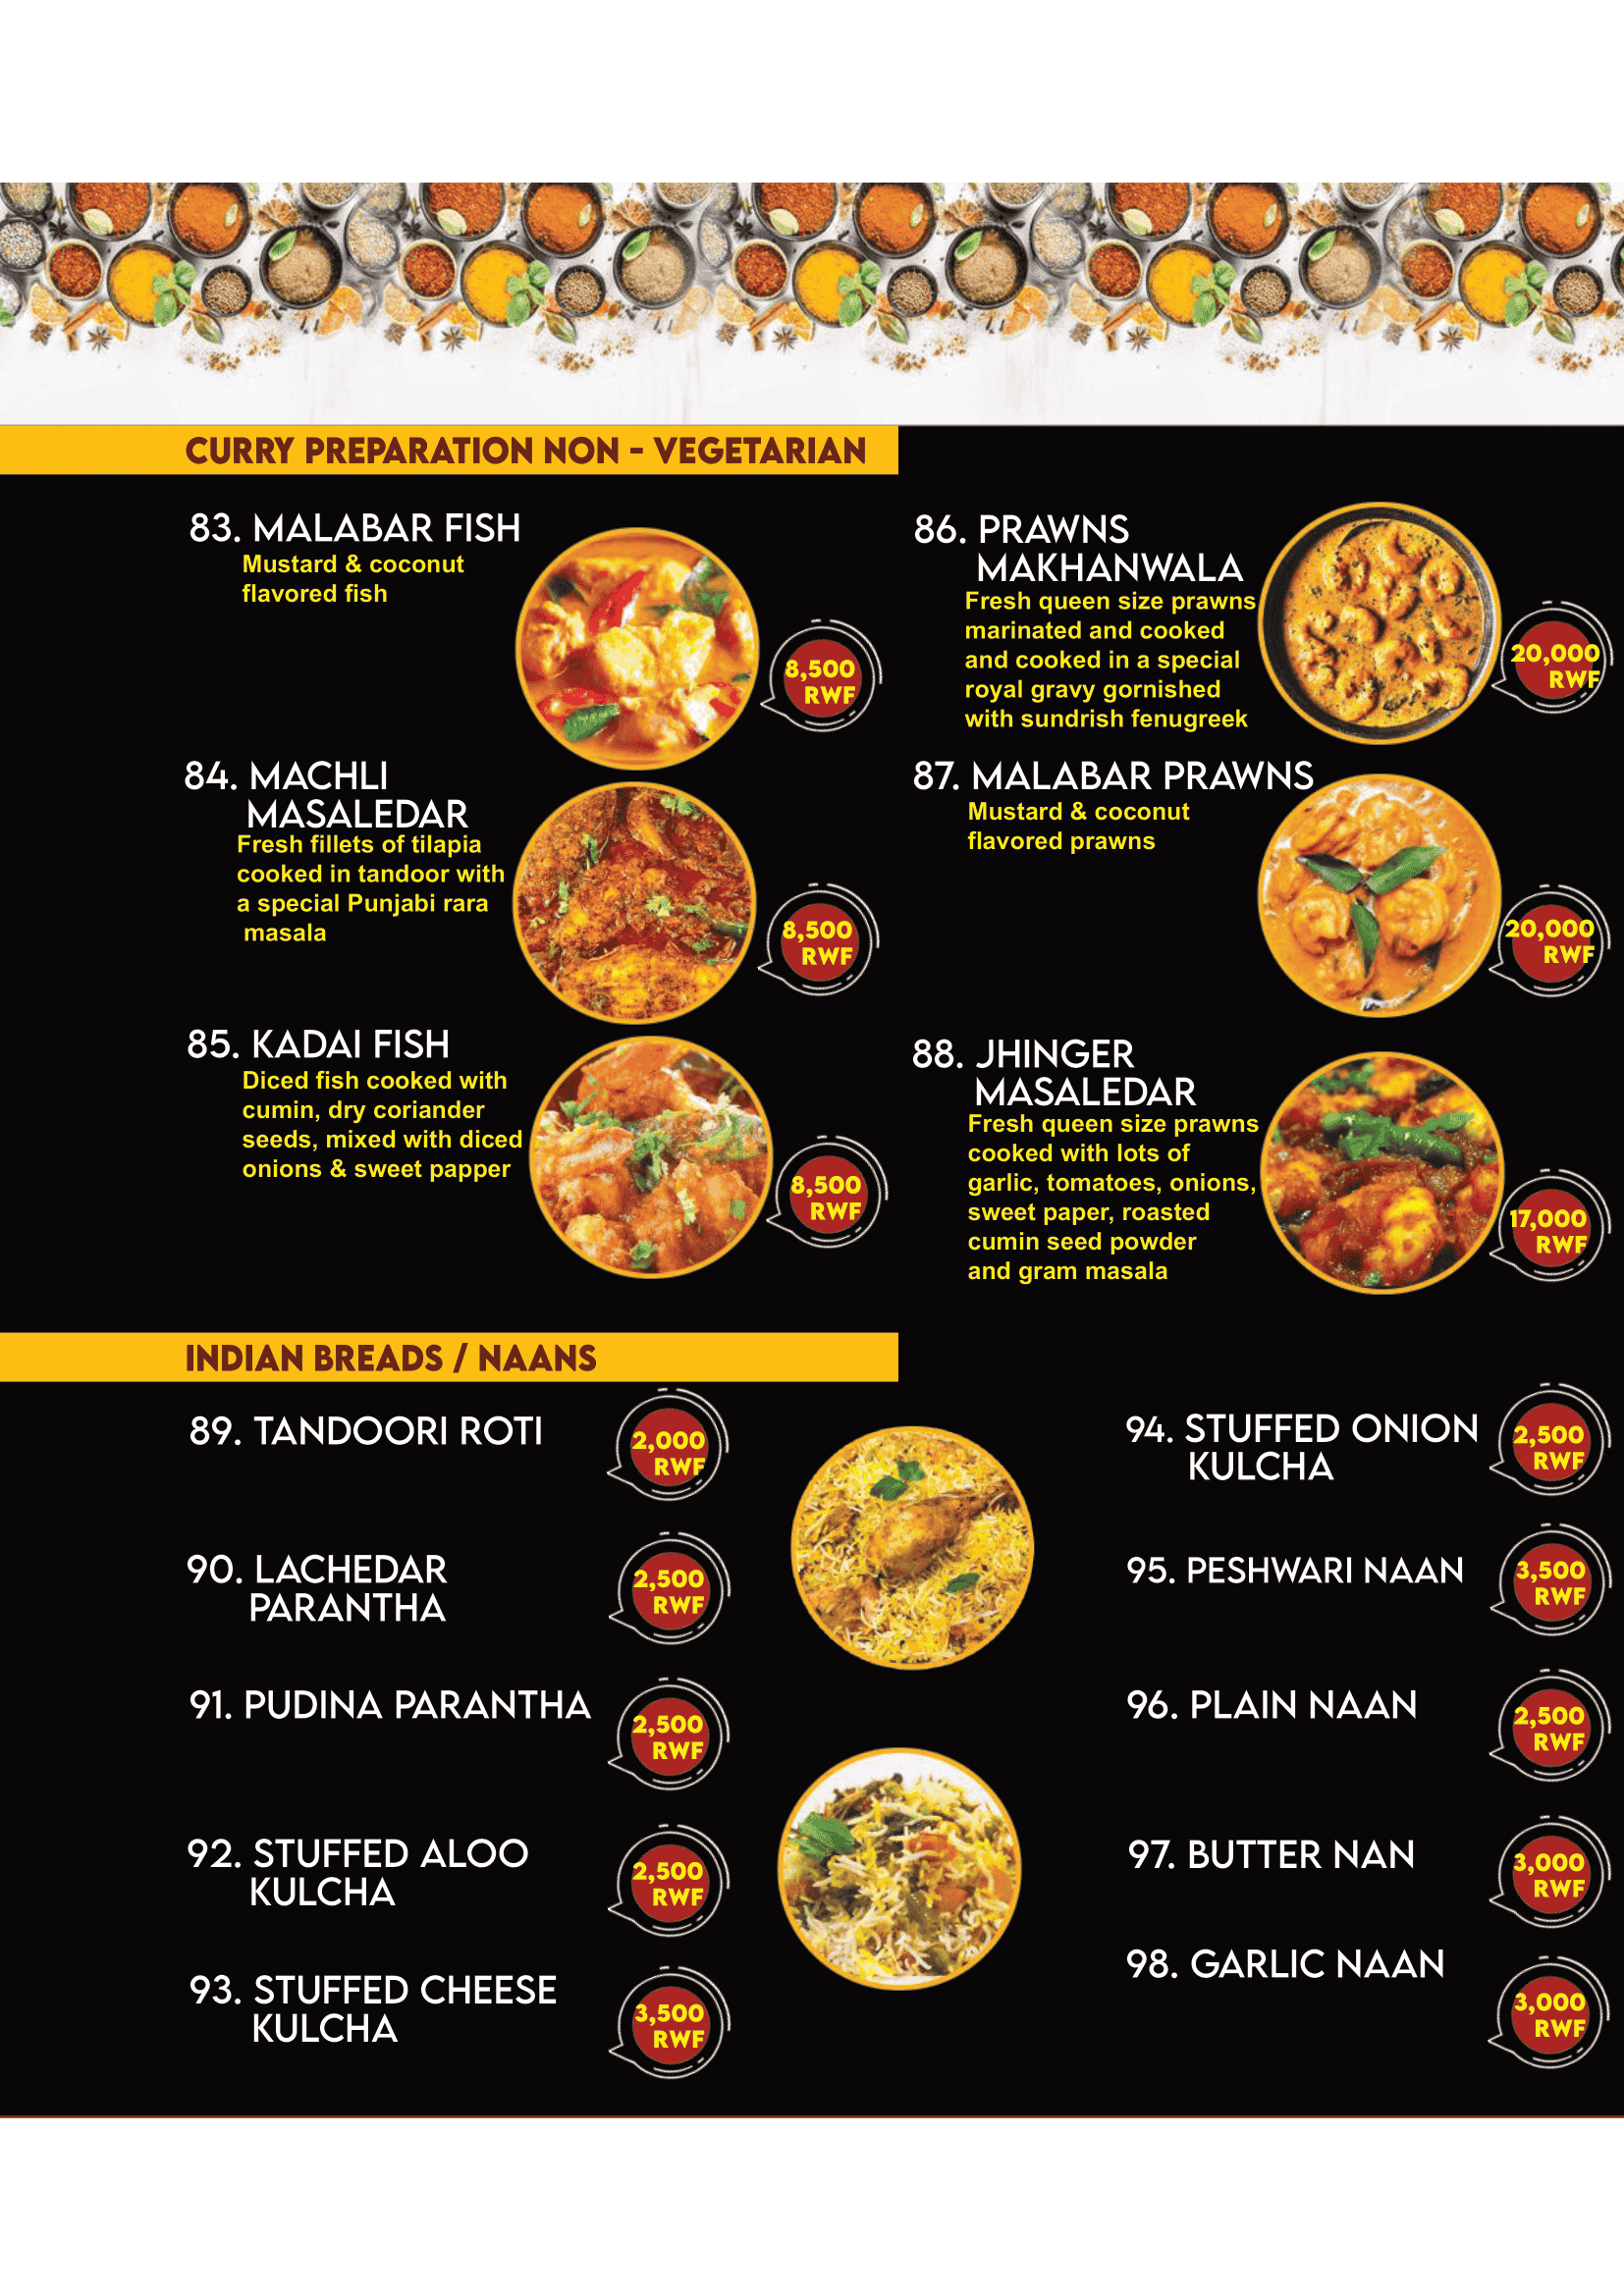 CURRY PREPARATION NON - VEGETARIAN
83. MALABAR FISH
Mustard & coconut
flavored fish
8,500
RWF
84. MACHLI
MASALEDAR
Fresh fillets of tilapia
cooked in tandoor with
a special Punjabi rara
masala
8,500
RWF
85. KADAI FISH
Diced fish cooked with
cumin, dry coriander
seeds, mixed with diced
onions & sweet papper
8,500
RWF
86. PRAWNS
MAKHANWALA
Fresh queen size prawns
marinated and cooked
and cooked in a special
royal gravy gornished
with sundrish fenugreek
20,000
RWF
87. MALABAR PRAWNS
Mustard & coconut
flavored prawns
20,000
RWF
88. JHINGER
MASALEDAR
Fresh queen size prawns
cooked with lots of
garlic, tomatoes, onions,
sweet paper, roasted
cumin seed powder
and gram masala
17,000
RWF
INDIAN BREADS / NAANS
89. TANDOORI ROTI
2,000
RWF
90. LACHEDAR
PARANTHA
2,500
RWF
91. PUDINA PARANTHA
2,500
RWF
92. STUFFED ALOO
KULCHA
2,500
RWF
93. STUFFED CHEESE
KULCHA
3,500
RWF
94. STUFFED ONION
KULCHA
2,500
RWF
95. PESHWARI NAAN
3,500
RWF
96. PLAIN NAAN
2,500
RWF
97. BUTTER NAN
3,000
RWF
98. GARLIC NAAN
3,000
RWF